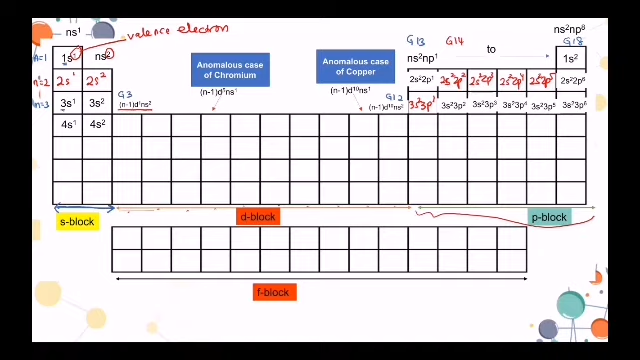 ns¹
valence electron
n=1
1s¹
ns²
G13
G14
ns²np⁶
G18
ns²np¹
to
1s²
Anomalous case
of Chromium
(n-1)d⁵ns¹
Anomalous case
of Copper
(n-1)d¹⁰ns¹
n=2
2s¹
2s²
2s²2p¹
2s²2p²
2s²2p³
2s²2p⁴
2s²2p⁵
2s²2p⁶
n=3
3s¹
3s²
G3
(n-1)d¹ns²
G12
(n-1)d¹⁰ns²
3s²3p¹
3s²3p²
3s²3p³
3s²3p⁴
3s²3p⁵
3s²3p⁶
4s¹
4s²
s-block
d-block
p-block
f-block